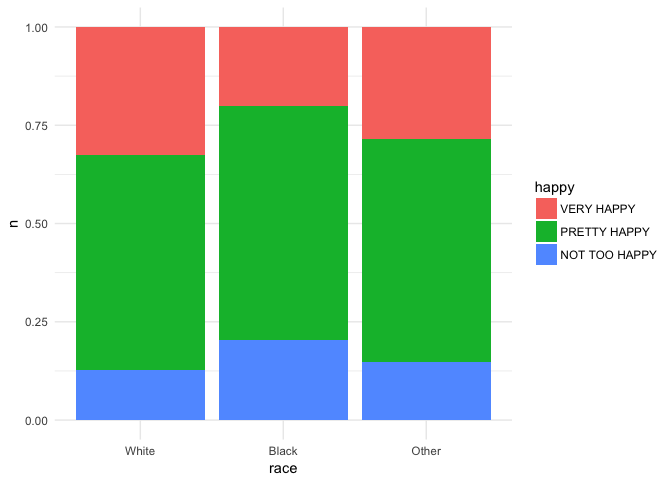 1.00
0.75
0.50
0.25
0.00
n
White Black Other
race
happy
VERY HAPPY
PRETTY HAPPY
NOT TOO HAPPY